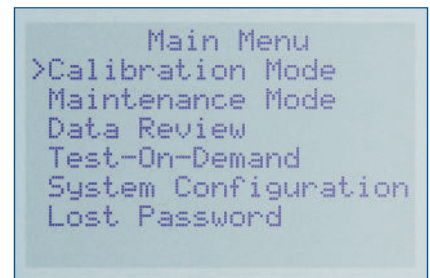 Main Menu
>Calibration Mode
Maintenance Mode
Data Review
Test-On-Demand
System Configuration
Lost Password